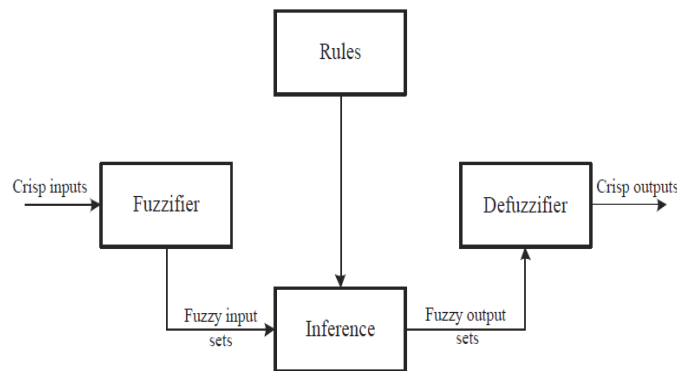 Rules
Crisp inputs
Fuzzifier
Defuzzifier
Crisp outputs
Fuzzy input
sets
Inference
Fuzzy output
sets